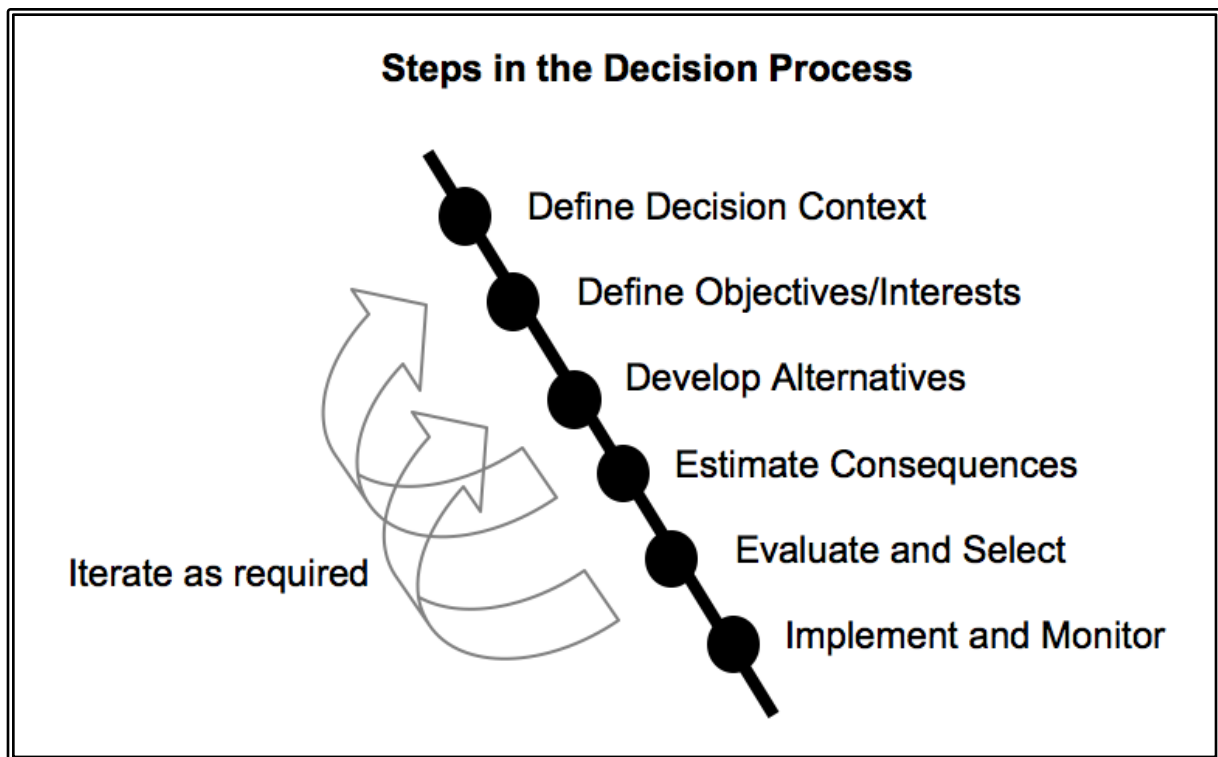 Steps in the Decision Process
Define Decision Context
Define Objectives/Interests
Develop Alternatives
Estimate Consequences
Evaluate and Select
Iterate as required
Implement and Monitor